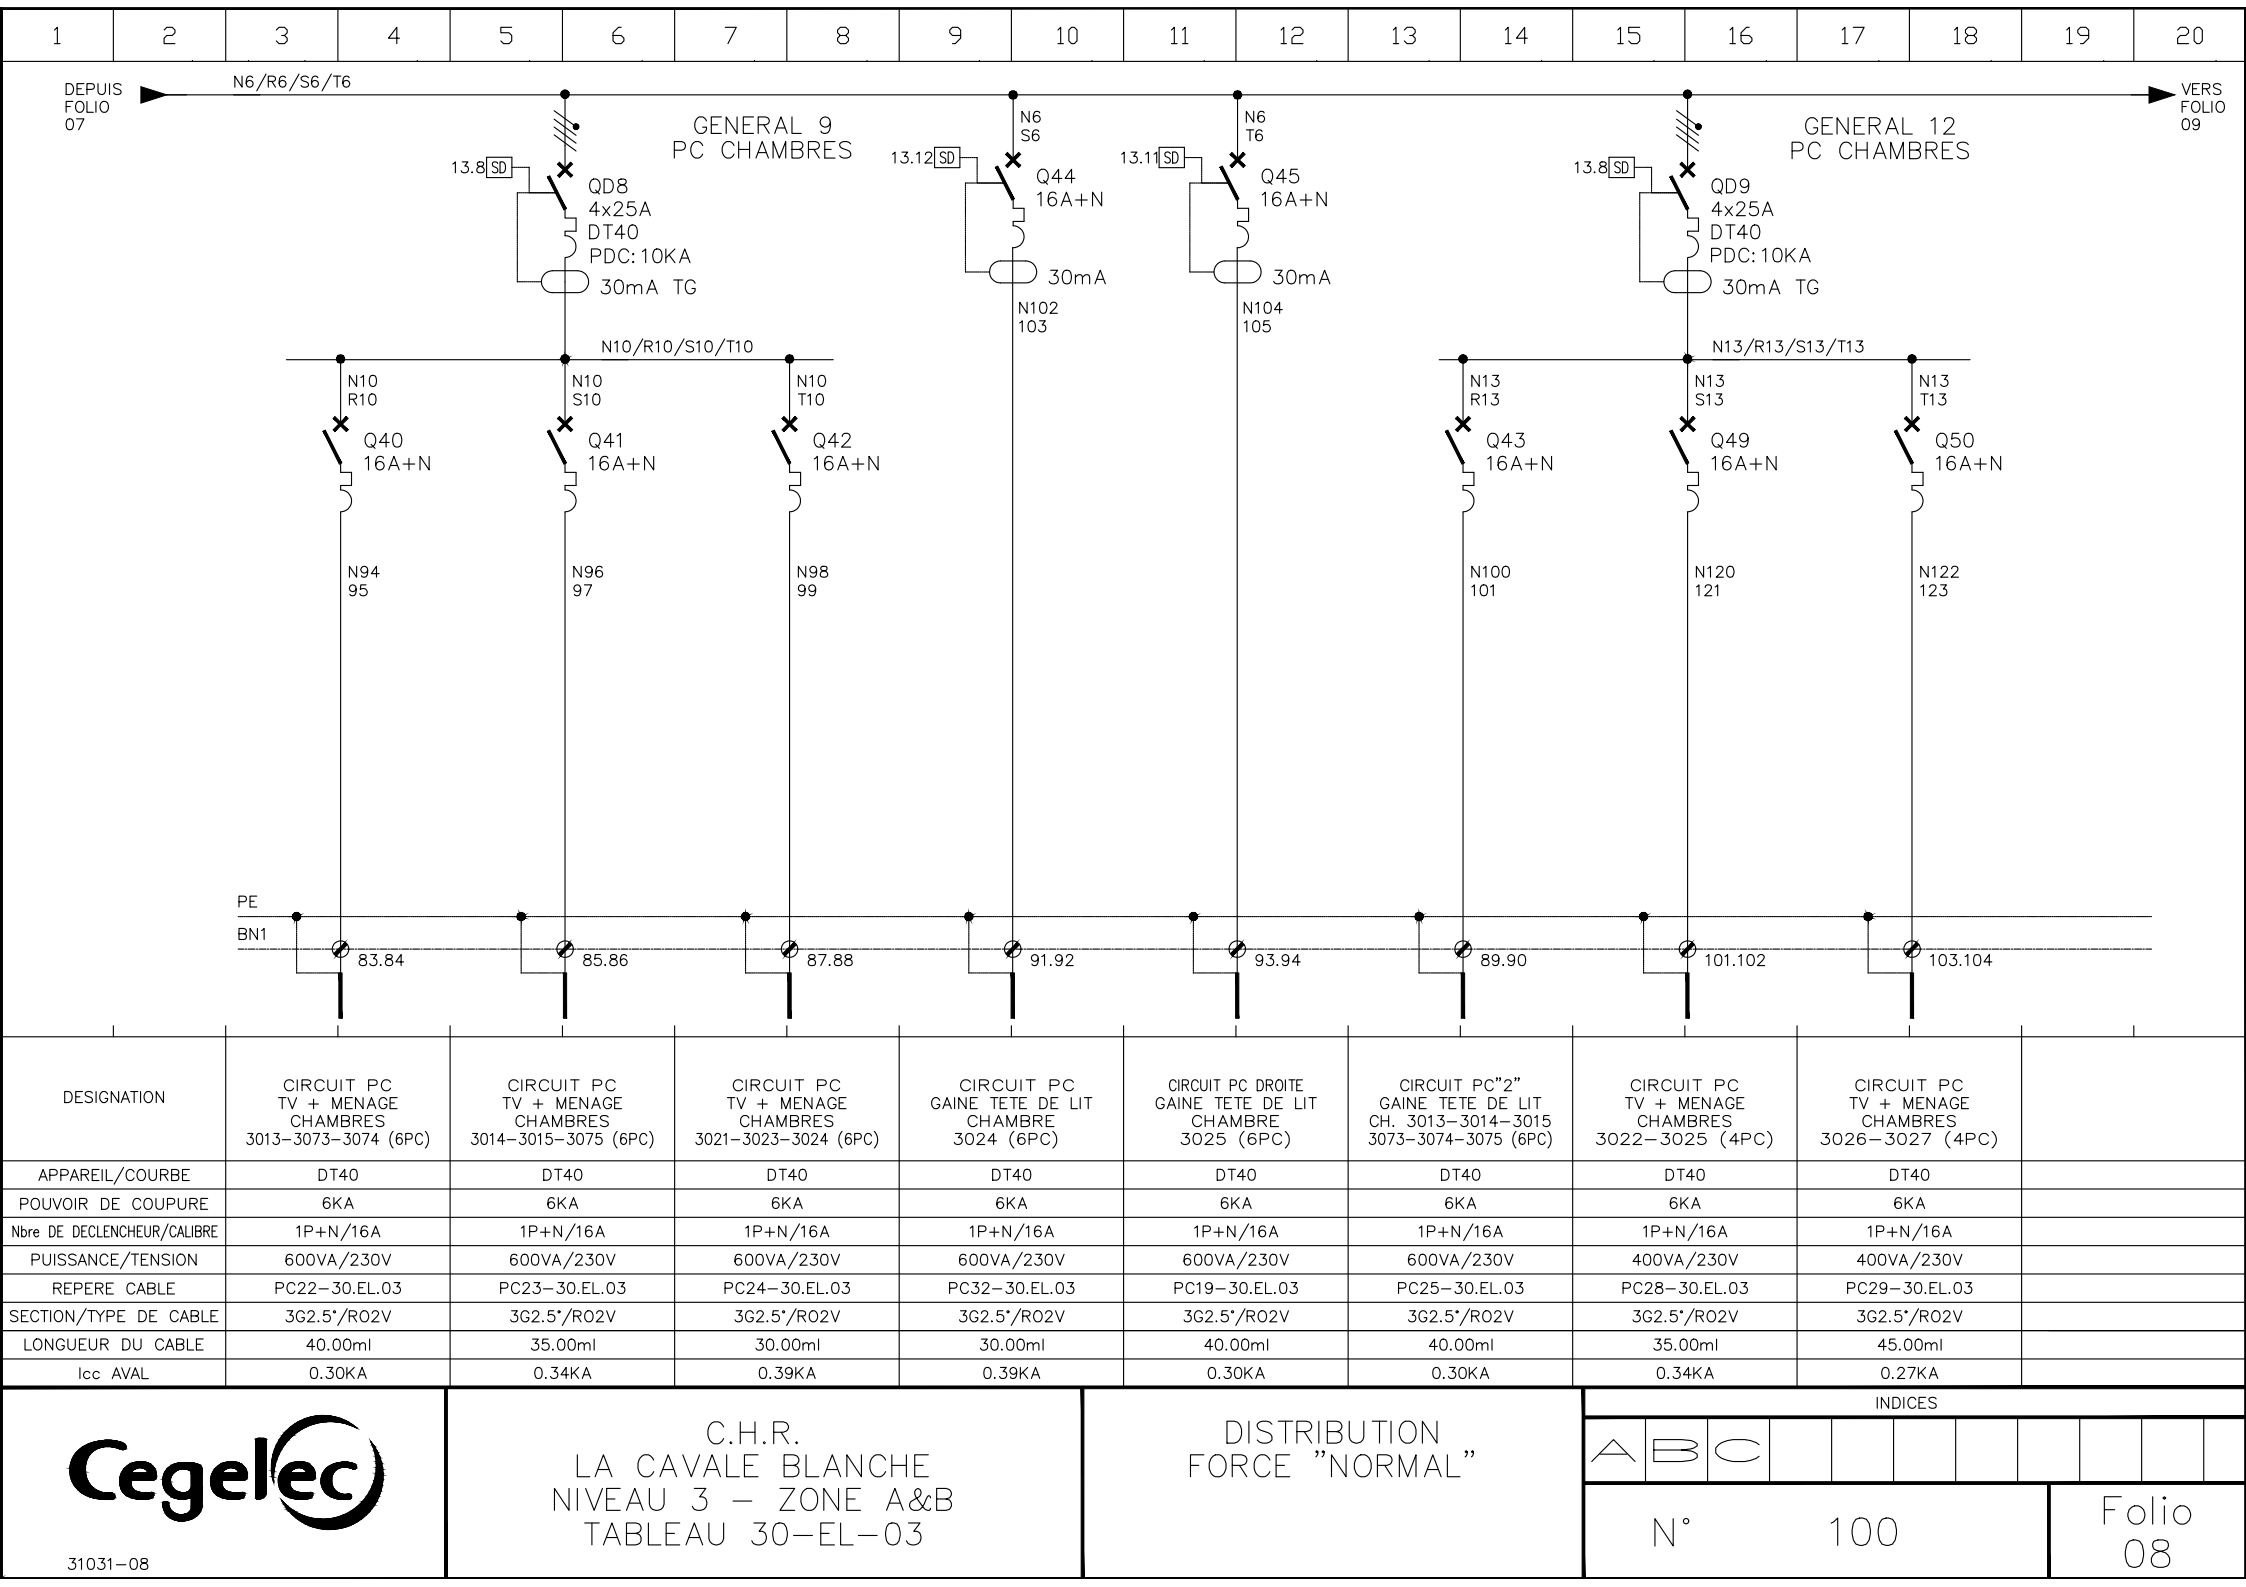 1 2 3 4 5 6 7 8 9 10 11 12 13 14 15 16 17 18 19 20
DEPUIS
FOLIO
07
N6/R6/S6/T6
VERS
FOLIO
09
GENERAL 9
PC CHAMBRES
13.8 SD
QD8
4x25A
DT40
PDC:10KA
30mA TG
N6
S6
13.12 SD
Q44
16A+N
30mA
N102
103
N6
T6
13.11 SD
Q45
16A+N
30mA
N104
105
GENERAL 12
PC CHAMBRES
13.8 SD
QD9
4x25A
DT40
PDC:10KA
30mA TG
N10/R10/S10/T10
N10
R10
Q40
16A+N
N94
95
N10
S10
Q41
16A+N
N96
97
N10
T10
Q42
16A+N
N98
99
N13/R13/S13/T13
N13
R13
Q43
16A+N
N100
101
N13
S13
Q49
16A+N
N120
121
N13
T13
Q50
16A+N
N122
123
PE
BN1
83.84 85.86 87.88 91.92 93.94 89.90 101.102 103.104
DESIGNATION
CIRCUIT PC
TV + MENAGE
CHAMBRES
3013-3073-3074 (6PC)
CIRCUIT PC
TV + MENAGE
CHAMBRES
3014-3015-3075 (6PC)
CIRCUIT PC
TV + MENAGE
CHAMBRES
3021-3023-3024 (6PC)
CIRCUIT PC
GAINE TETE DE LIT
CHAMBRE
3024 (6PC)
CIRCUIT PC DROITE
GAINE TETE DE LIT
CHAMBRE
3025 (6PC)
CIRCUIT PC"2"
GAINE TETE DE LIT
CH. 3013-3014-3015
3073-3074-3075 (6PC)
CIRCUIT PC
TV + MENAGE
CHAMBRES
3022-3025 (4PC)
CIRCUIT PC
TV + MENAGE
CHAMBRES
3026-3027 (4PC)
APPAREIL/COURBE DT40 DT40 DT40 DT40 DT40 DT40 DT40 DT40
POUVOIR DE COUPURE 6KA 6KA 6KA 6KA 6KA 6KA 6KA 6KA
Nbre DE DECLENCHEUR/CALIBRE 1P+N/16A 1P+N/16A 1P+N/16A 1P+N/16A 1P+N/16A 1P+N/16A 1P+N/16A 1P+N/16A
PUISSANCE/TENSION 600VA/230V 600VA/230V 600VA/230V 600VA/230V 600VA/230V 600VA/230V 400VA/230V 400VA/230V
REPERE CABLE PC22-30.EL.03 PC23-30.EL.03 PC24-30.EL.03 PC32-30.EL.03 PC19-30.EL.03 PC25-30.EL.03 PC28-30.EL.03 PC29-30.EL.03
SECTION/TYPE DE CABLE 3G2.5°/RO2V 3G2.5°/RO2V 3G2.5°/RO2V 3G2.5°/RO2V 3G2.5°/RO2V 3G2.5°/RO2V 3G2.5°/RO2V 3G2.5°/RO2V
LONGUEUR DU CABLE 40.00ml 35.00ml 30.00ml 30.00ml 40.00ml 40.00ml 35.00ml 45.00ml
Icc AVAL 0.30KA 0.34KA 0.39KA 0.39KA 0.30KA 0.30KA 0.34KA 0.27KA
Cegelec
31031-08
C.H.R.
LA CAVALE BLANCHE
NIVEAU 3 - ZONE A&B
TABLEAU 30-EL-03
DISTRIBUTION
FORCE "NORMAL"
INDICES
A B C
N° 100
Folio
08